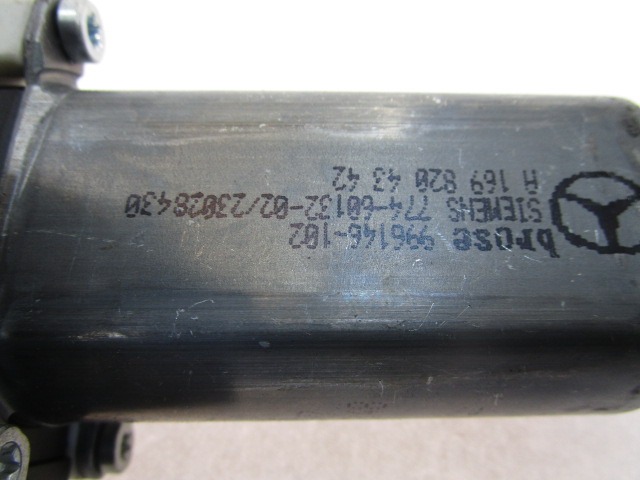 brose 996146-102
SIEMENS 774-60132-02/23028430
A 169 820 43 42